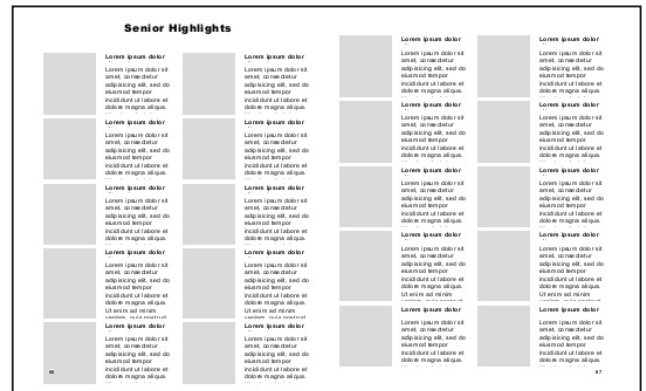 Senior Highlights
Lorem ipsum dolor
Lorem ipsum dolor sit
amet, consectetur
adipisicing elit, sed do
eiusmod tempor
incididunt ut labore et
dolore magna aliqua.
Lorem ipsum dolor
Lorem ipsum dolor sit
amet, consectetur
adipisicing elit, sed do
eiusmod tempor
incididunt ut labore et
dolore magna aliqua.
Lorem ipsum dolor
Lorem ipsum dolor sit
amet, consectetur
adipisicing elit, sed do
eiusmod tempor
incididunt ut labore et
dolore magna aliqua.
Lorem ipsum dolor
Lorem ipsum dolor sit
amet, consectetur
adipisicing elit, sed do
eiusmod tempor
incididunt ut labore et
dolore magna aliqua.
Lorem ipsum dolor
Lorem ipsum dolor sit
amet, consectetur
adipisicing elit, sed do
eiusmod tempor
incididunt ut labore et
dolore magna aliqua.
Lorem ipsum dolor
Lorem ipsum dolor sit
amet, consectetur
adipisicing elit, sed do
eiusmod tempor
incididunt ut labore et
dolore magna aliqua.
Lorem ipsum dolor
Lorem ipsum dolor sit
amet, consectetur
adipisicing elit, sed do
eiusmod tempor
incididunt ut labore et
dolore magna aliqua.
Ut enim ad minim
veniam, quis nostrud
Lorem ipsum dolor
Lorem ipsum dolor sit
amet, consectetur
adipisicing elit, sed do
eiusmod tempor
incididunt ut labore et
dolore magna aliqua.
Ut enim ad minim
veniam, quis nostrud
Lorem ipsum dolor
Lorem ipsum dolor sit
amet, consectetur
adipisicing elit, sed do
eiusmod tempor
incididunt ut labore et
dolore magna aliqua.
Lorem ipsum dolor
Lorem ipsum dolor sit
amet, consectetur
adipisicing elit, sed do
eiusmod tempor
incididunt ut labore et
dolore magna aliqua.
Lorem ipsum dolor
Lorem ipsum dolor sit
amet, consectetur
adipisicing elit, sed do
eiusmod tempor
incididunt ut labore et
dolore magna aliqua.
Lorem ipsum dolor
Lorem ipsum dolor sit
amet, consectetur
adipisicing elit, sed do
eiusmod tempor
incididunt ut labore et
dolore magna aliqua.
Lorem ipsum dolor
Lorem ipsum dolor sit
amet, consectetur
adipisicing elit, sed do
eiusmod tempor
incididunt ut labore et
dolore magna aliqua.
Lorem ipsum dolor
Lorem ipsum dolor sit
amet, consectetur
adipisicing elit, sed do
eiusmod tempor
incididunt ut labore et
dolore magna aliqua.
Lorem ipsum dolor
Lorem ipsum dolor sit
amet, consectetur
adipisicing elit, sed do
eiusmod tempor
incididunt ut labore et
dolore magna aliqua.
Lorem ipsum dolor
Lorem ipsum dolor sit
amet, consectetur
adipisicing elit, sed do
eiusmod tempor
incididunt ut labore et
dolore magna aliqua.
Lorem ipsum dolor
Lorem ipsum dolor sit
amet, consectetur
adipisicing elit, sed do
eiusmod tempor
incididunt ut labore et
dolore magna aliqua.
Ut enim ad minim
Lorem ipsum dolor
Lorem ipsum dolor sit
amet, consectetur
adipisicing elit, sed do
eiusmod tempor
incididunt ut labore et
dolore magna aliqua.
Ut enim ad minim
Lorem ipsum dolor
Lorem ipsum dolor sit
amet, consectetur
adipisicing elit, sed do
eiusmod tempor
incididunt ut labore et
dolore magna aliqua.
Lorem ipsum dolor
Lorem ipsum dolor sit
amet, consectetur
adipisicing elit, sed do
eiusmod tempor
incididunt ut labore et
dolore magna aliqua.
87